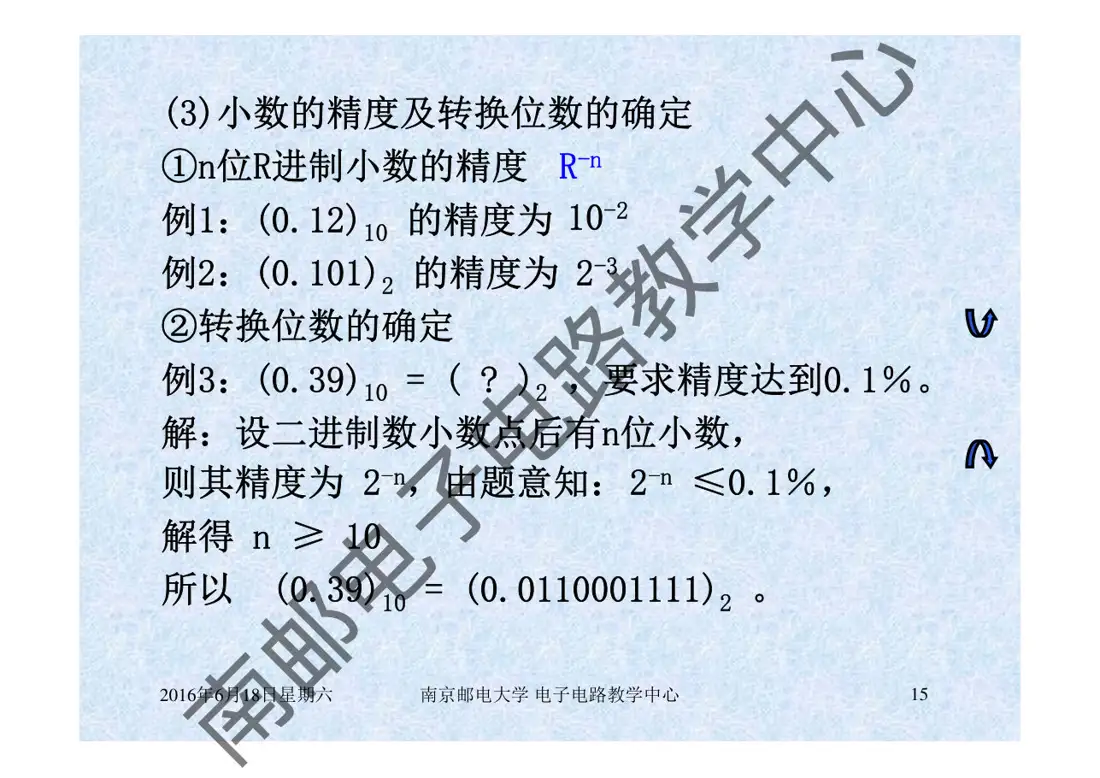 (3)小数的精度及转换位数的确定
①n位R进制小数的精度 R⁻ⁿ
例1：(0.12)₁₀ 的精度为 10⁻²
例2：(0.101)₂ 的精度为 2⁻³
②转换位数的确定
例3：(0.39)₁₀ = ( ? )₂ ，要求精度达到0.1%。
解：设二进制数小数点后有n位小数，
则其精度为 2⁻ⁿ，由题意知：2⁻ⁿ ≤0.1%，
解得 n ≥ 10
所以 (0.39)₁₀ = (0.0110001111)₂ 。
南邮电子电路教学中心
2016年6月18日星期六 南京邮电大学 电子电路教学中心 15